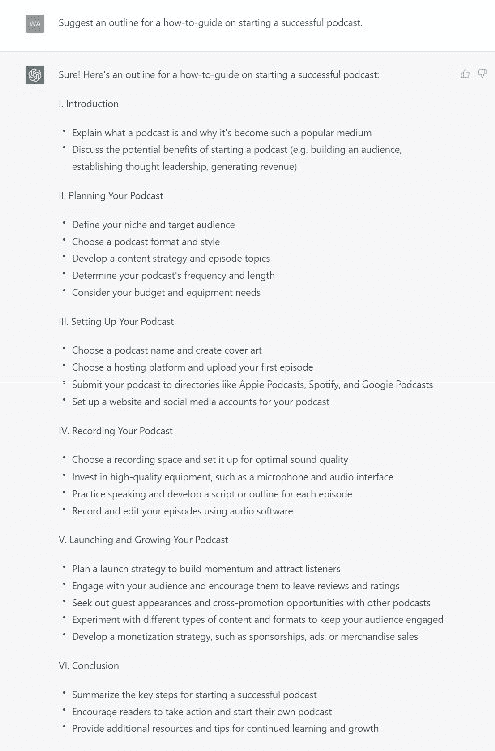 WA
Suggest an outline for a how-to-guide on starting a successful podcast.
Sure! Here's an outline for a how-to-guide on starting a successful podcast:
I. Introduction
• Explain what a podcast is and why it's become such a popular medium
• Discuss the potential benefits of starting a podcast (e.g. building an audience,
establishing thought leadership, generating revenue)
II. Planning Your Podcast
• Define your niche and target audience
• Choose a podcast format and style
• Develop a content strategy and episode topics
• Determine your podcast's frequency and length
• Consider your budget and equipment needs
III. Setting Up Your Podcast
• Choose a podcast name and create cover art
• Choose a hosting platform and upload your first episode
• Submit your podcast to directories like Apple Podcasts, Spotify, and Google Podcasts
• Set up a website and social media accounts for your podcast
IV. Recording Your Podcast
• Choose a recording space and set it up for optimal sound quality
• Invest in high-quality equipment, such as a microphone and audio interface
• Practice speaking and develop a script or outline for each episode
• Record and edit your episodes using audio software
V. Launching and Growing Your Podcast
• Plan a launch strategy to build momentum and attract listeners
• Engage with your audience and encourage them to leave reviews and ratings
• Seek out guest appearances and cross-promotion opportunities with other podcasts
• Experiment with different types of content and formats to keep your audience engaged
• Develop a monetization strategy, such as sponsorships, ads, or merchandise sales
VI. Conclusion
• Summarize the key steps for starting a successful podcast
• Encourage readers to take action and start their own podcast
• Provide additional resources and tips for continued learning and growth